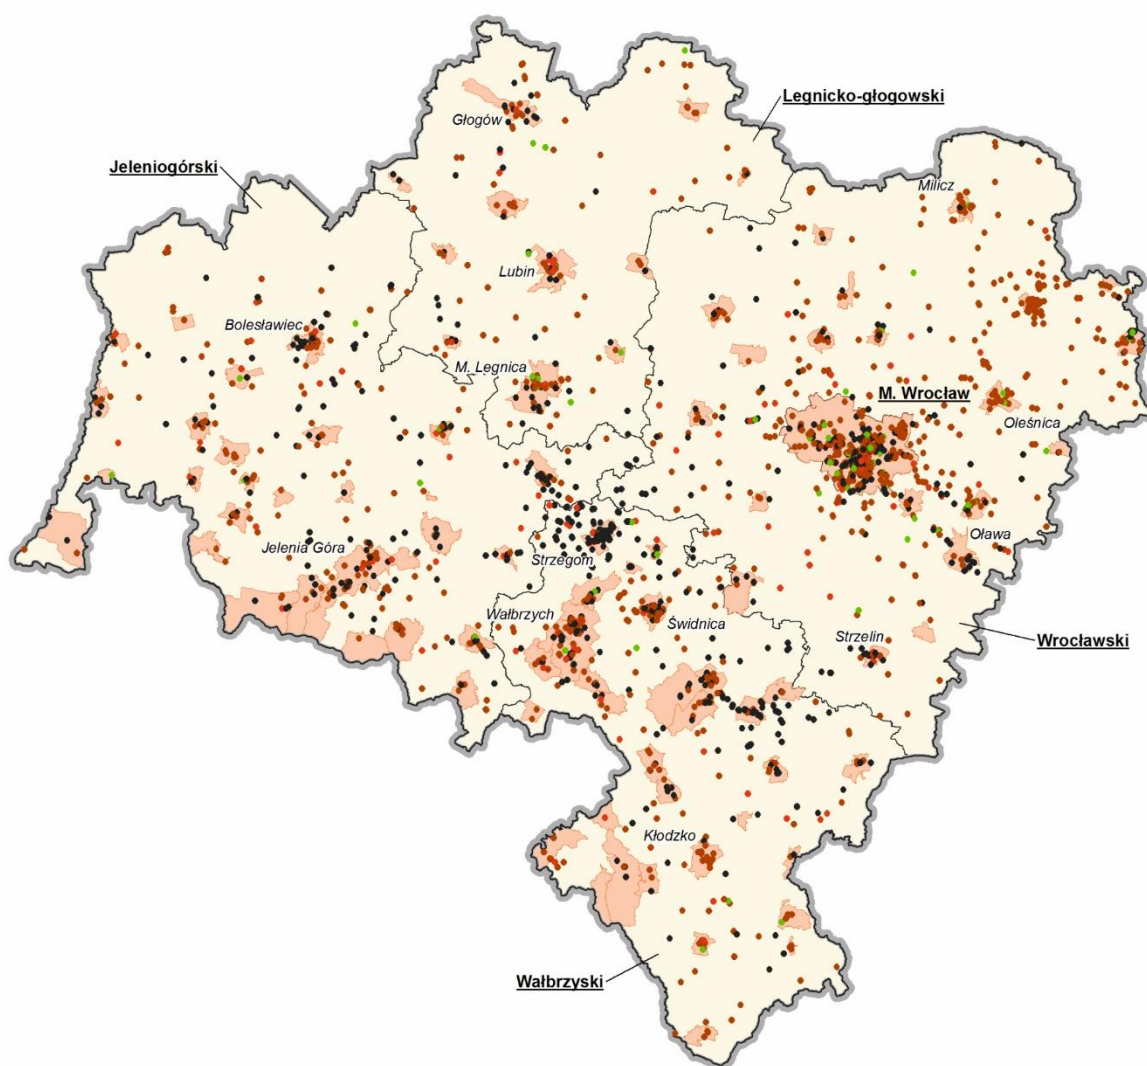 Legnicko-głogowski
Głogów
Jeleniogórski
Milicz
Lubin
Bolesławiec
M. Legnica
M. Wrocław
Oleśnica
Oława
Jelenia Góra
Strzegom
Wałbrzych
Świdnica
Strzelin
Wrocławski
Kłodzko
Wałbrzyski